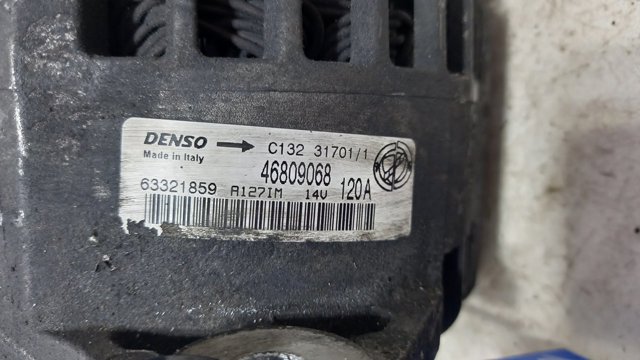 DENSO C132 31701/1
Made in Italy
46809068
63321859 A127IM 14V 120A